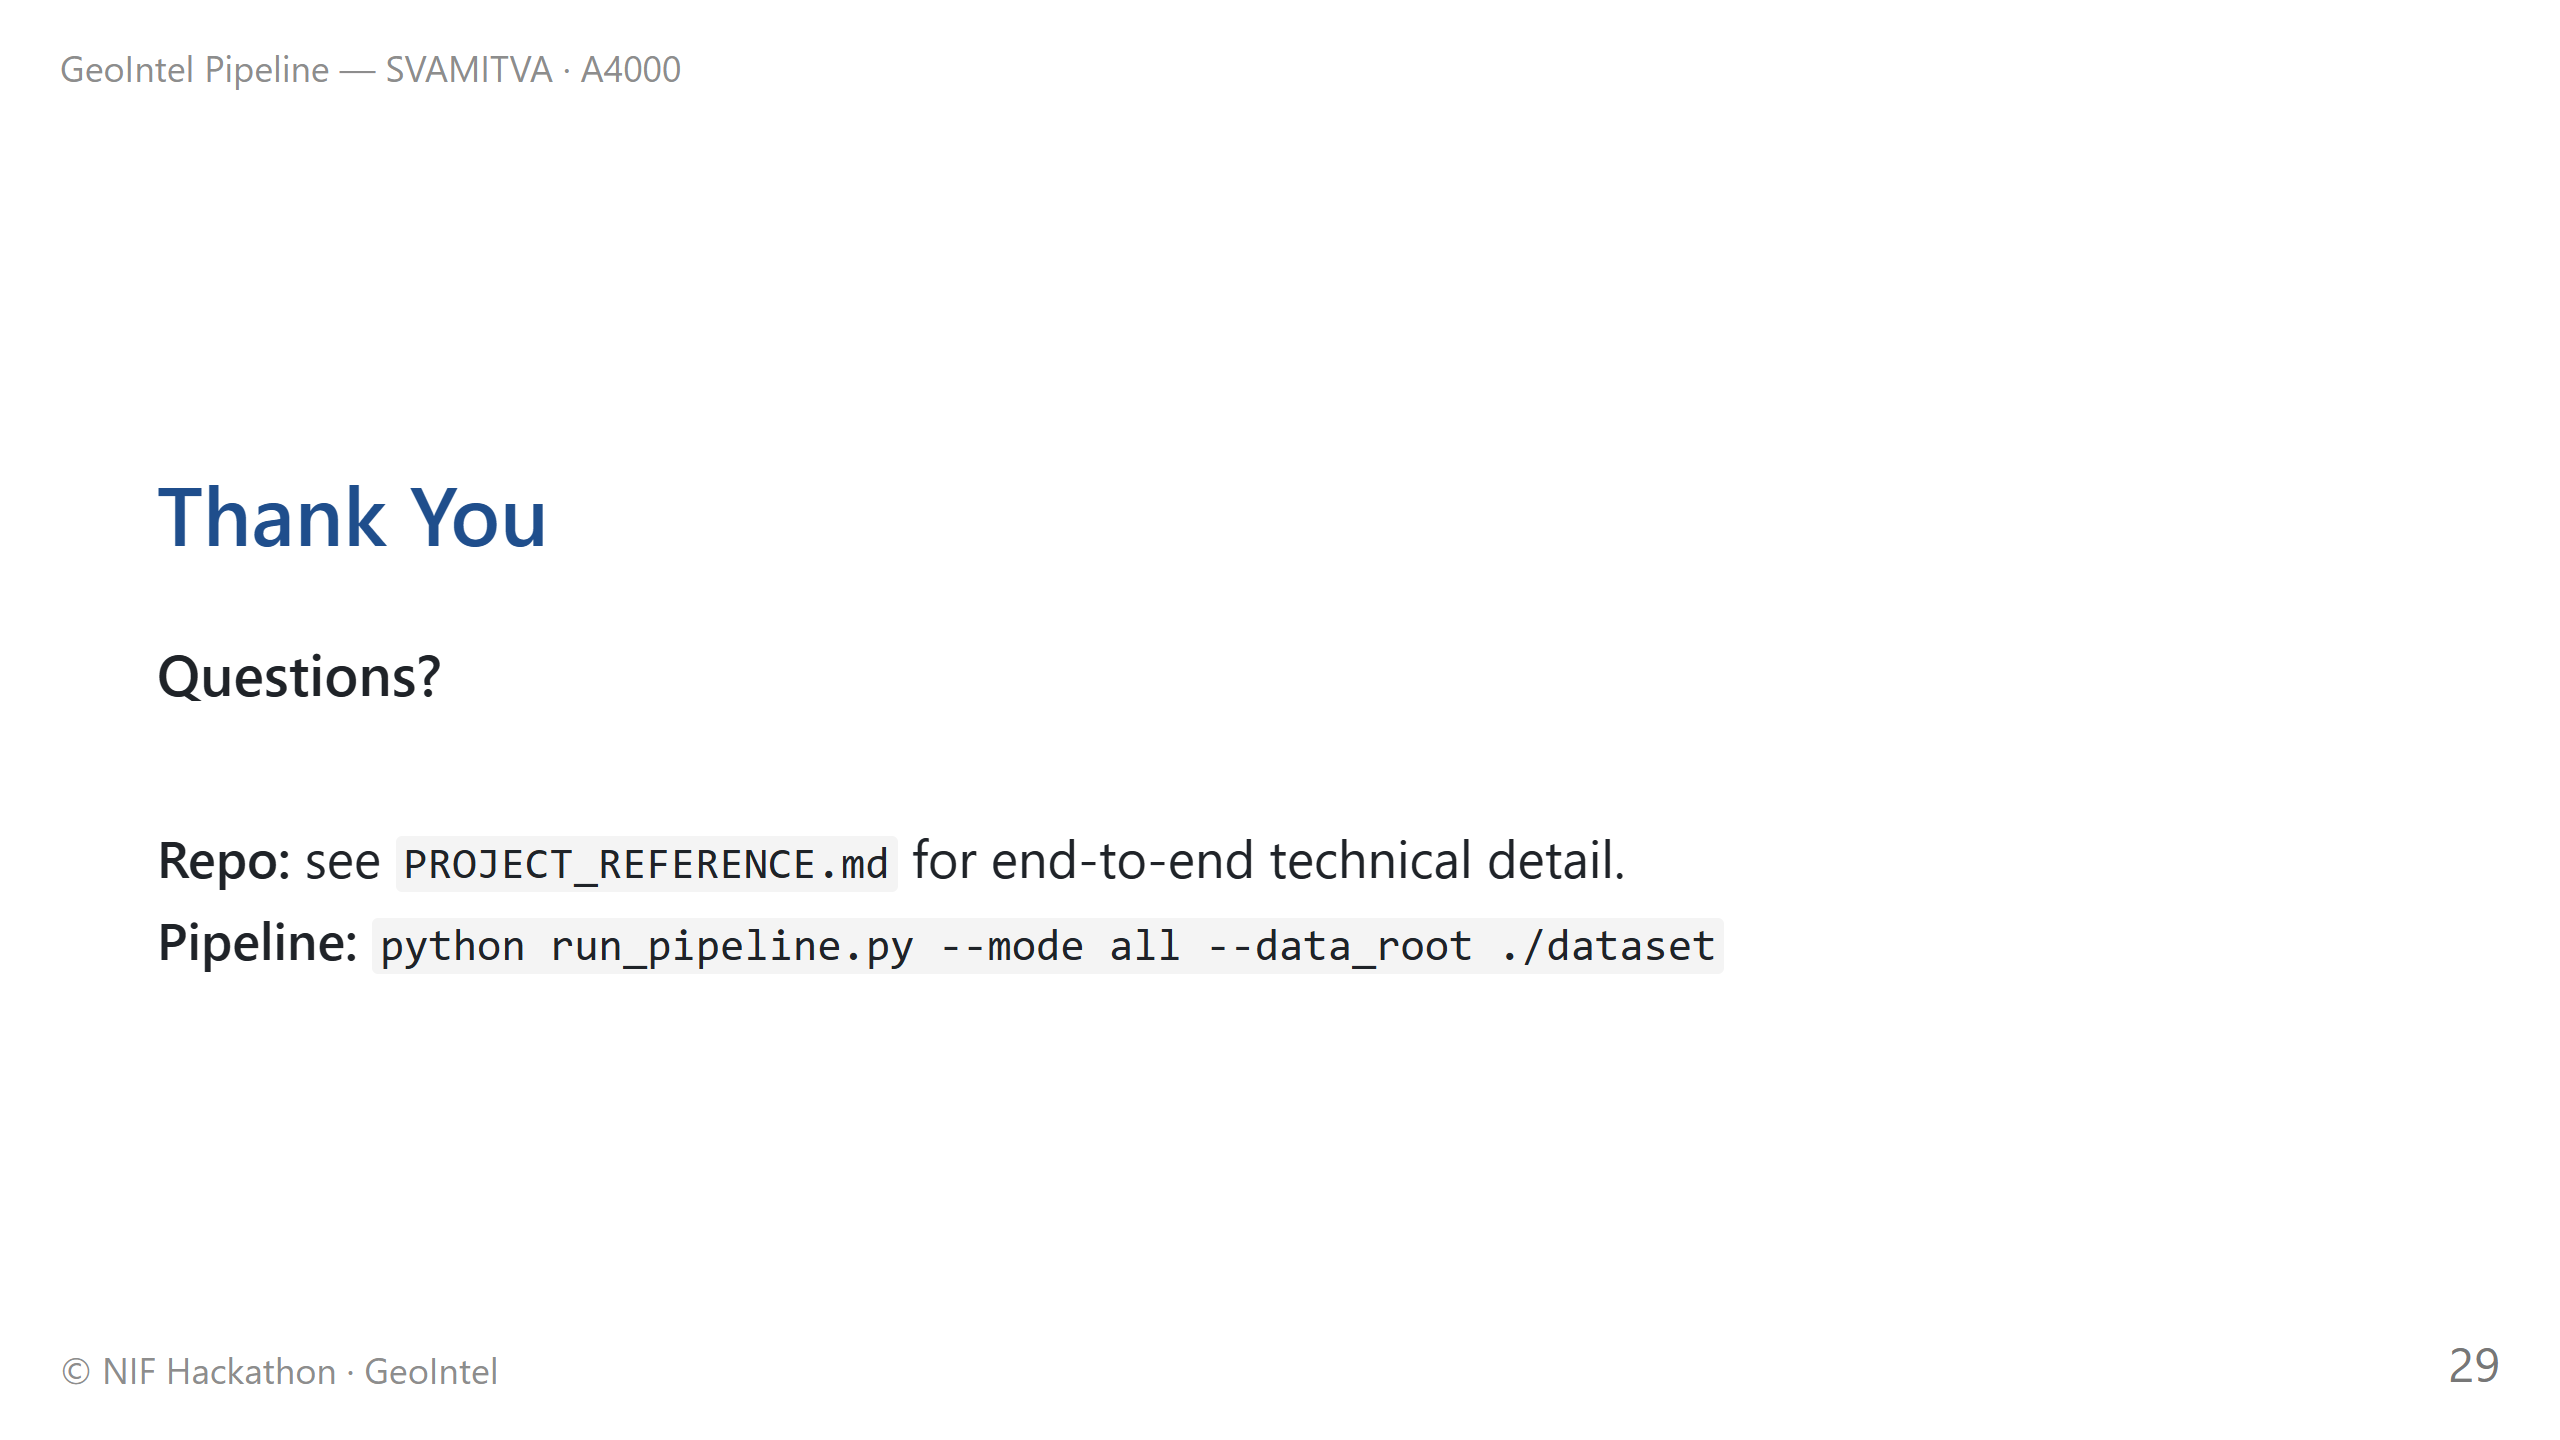 GeoIntel Pipeline — SVAMITVA · A4000
Thank You
Questions?
Repo: see PROJECT_REFERENCE.md for end-to-end technical detail.
Pipeline: python run_pipeline.py --mode all --data_root ./dataset
© NIF Hackathon · GeoIntel
29